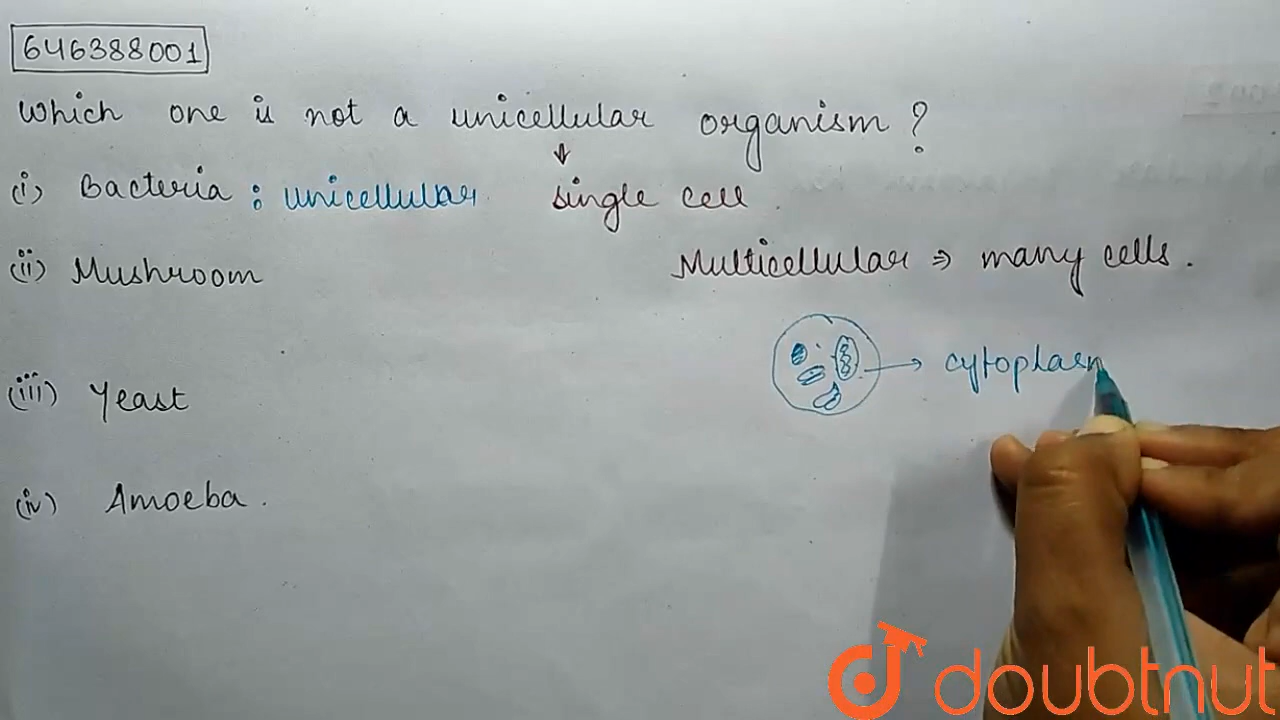 646388001
Which one is not a unicellular organism ?
↓
(i) Bacteria : unicellular single cell
(ii) Mushroom
Multicellular ⇒ many cells.
→ cytoplasm
(iii) Yeast
(iv) Amoeba.
doubtnut